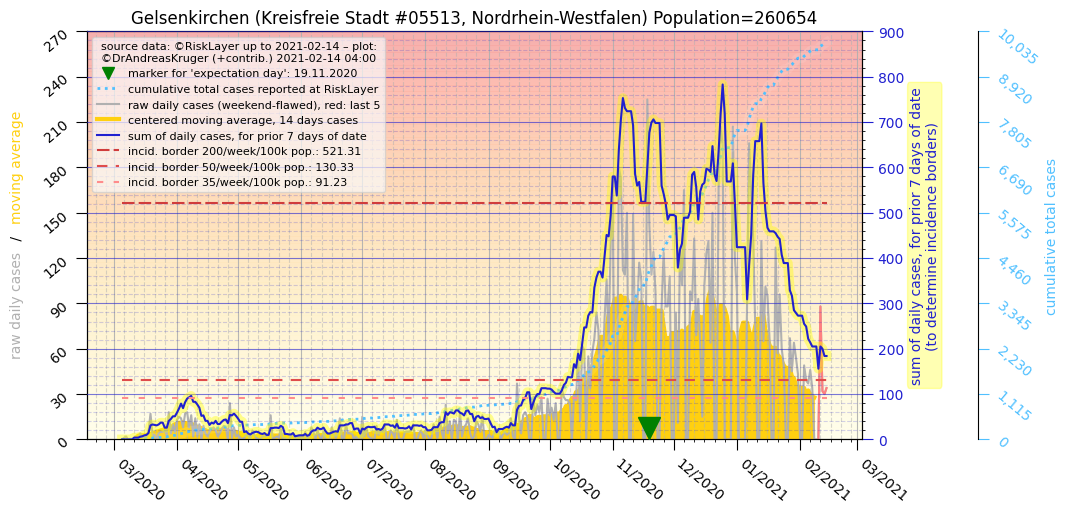 Gelsenkirchen (Kreisfreie Stadt #05513, Nordrhein-Westfalen) Population=260654
source data: ©RiskLayer up to 2021-02-14 – plot:
©DrAndreasKruger (+contrib.) 2021-02-14 04:00
marker for 'expectation day': 19.11.2020
cumulative total cases reported at RiskLayer
raw daily cases (weekend-flawed), red: last 5
centered moving average, 14 days cases
sum of daily cases, for prior 7 days of date
incid. border 200/week/100k pop.: 521.31
incid. border 50/week/100k pop.: 130.33
incid. border 35/week/100k pop.: 91.23
raw daily cases / moving average
270
240
210
180
150
120
90
60
30
0
03/2020
04/2020
05/2020
06/2020
07/2020
08/2020
09/2020
10/2020
11/2020
12/2020
01/2021
02/2021
03/2021
900
800
700
600
500
400
300
200
100
0
sum of daily cases, for prior 7 days of date
(to determine incidence borders)
10,035
8,920
7,805
6,690
5,575
4,460
3,345
2,230
1,115
0
cumulative total cases